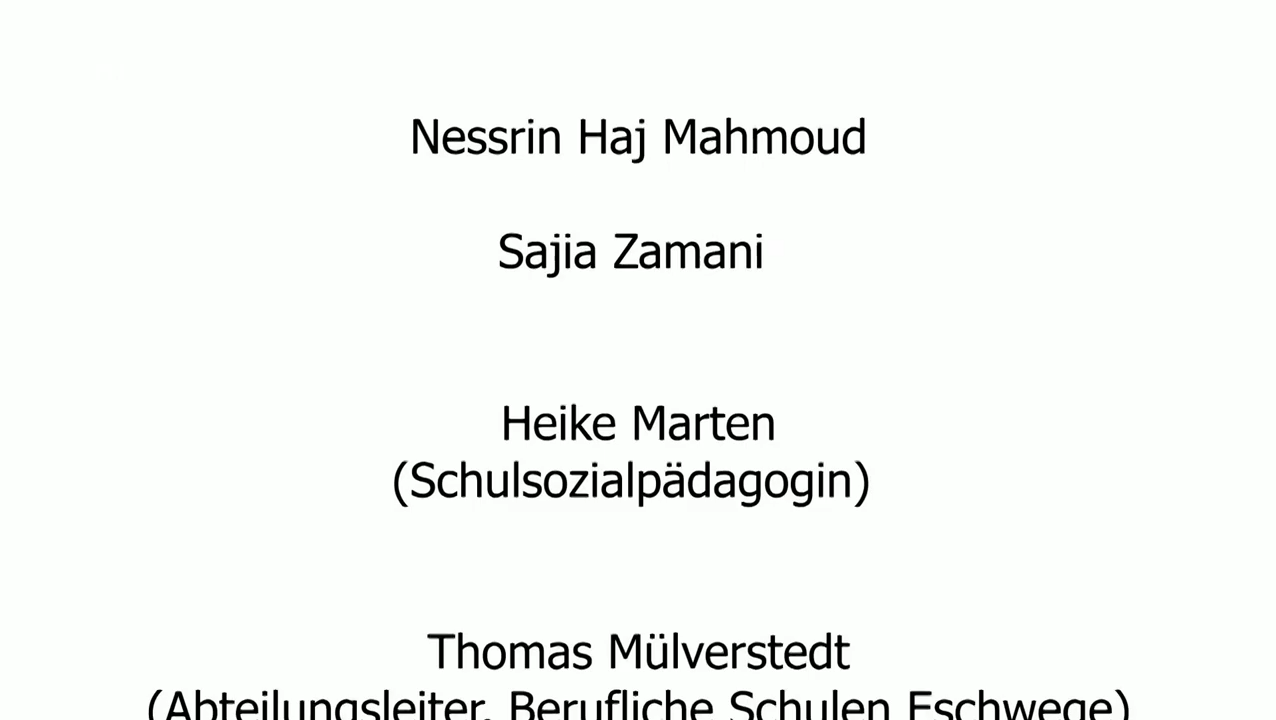 Nessrin Haj Mahmoud
Sajia Zamani
Heike Marten
(Schulsozialpädagogin)
Thomas Mülverstedt
(Abteilungsleiter, Berufliche Schulen Eschwege)